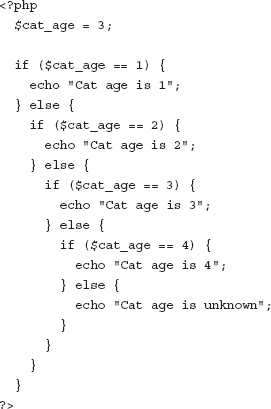 <?php
  $cat_age = 3;

  if ($cat_age == 1) {
    echo "Cat age is 1";
  } else {
    if ($cat_age == 2) {
      echo "Cat age is 2";
    } else {
      if ($cat_age == 3) {
        echo "Cat age is 3";
      } else {
        if ($cat_age == 4) {
          echo "Cat age is 4";
        } else {
          echo "Cat age is unknown";
        }
      }
    }
  }
?>